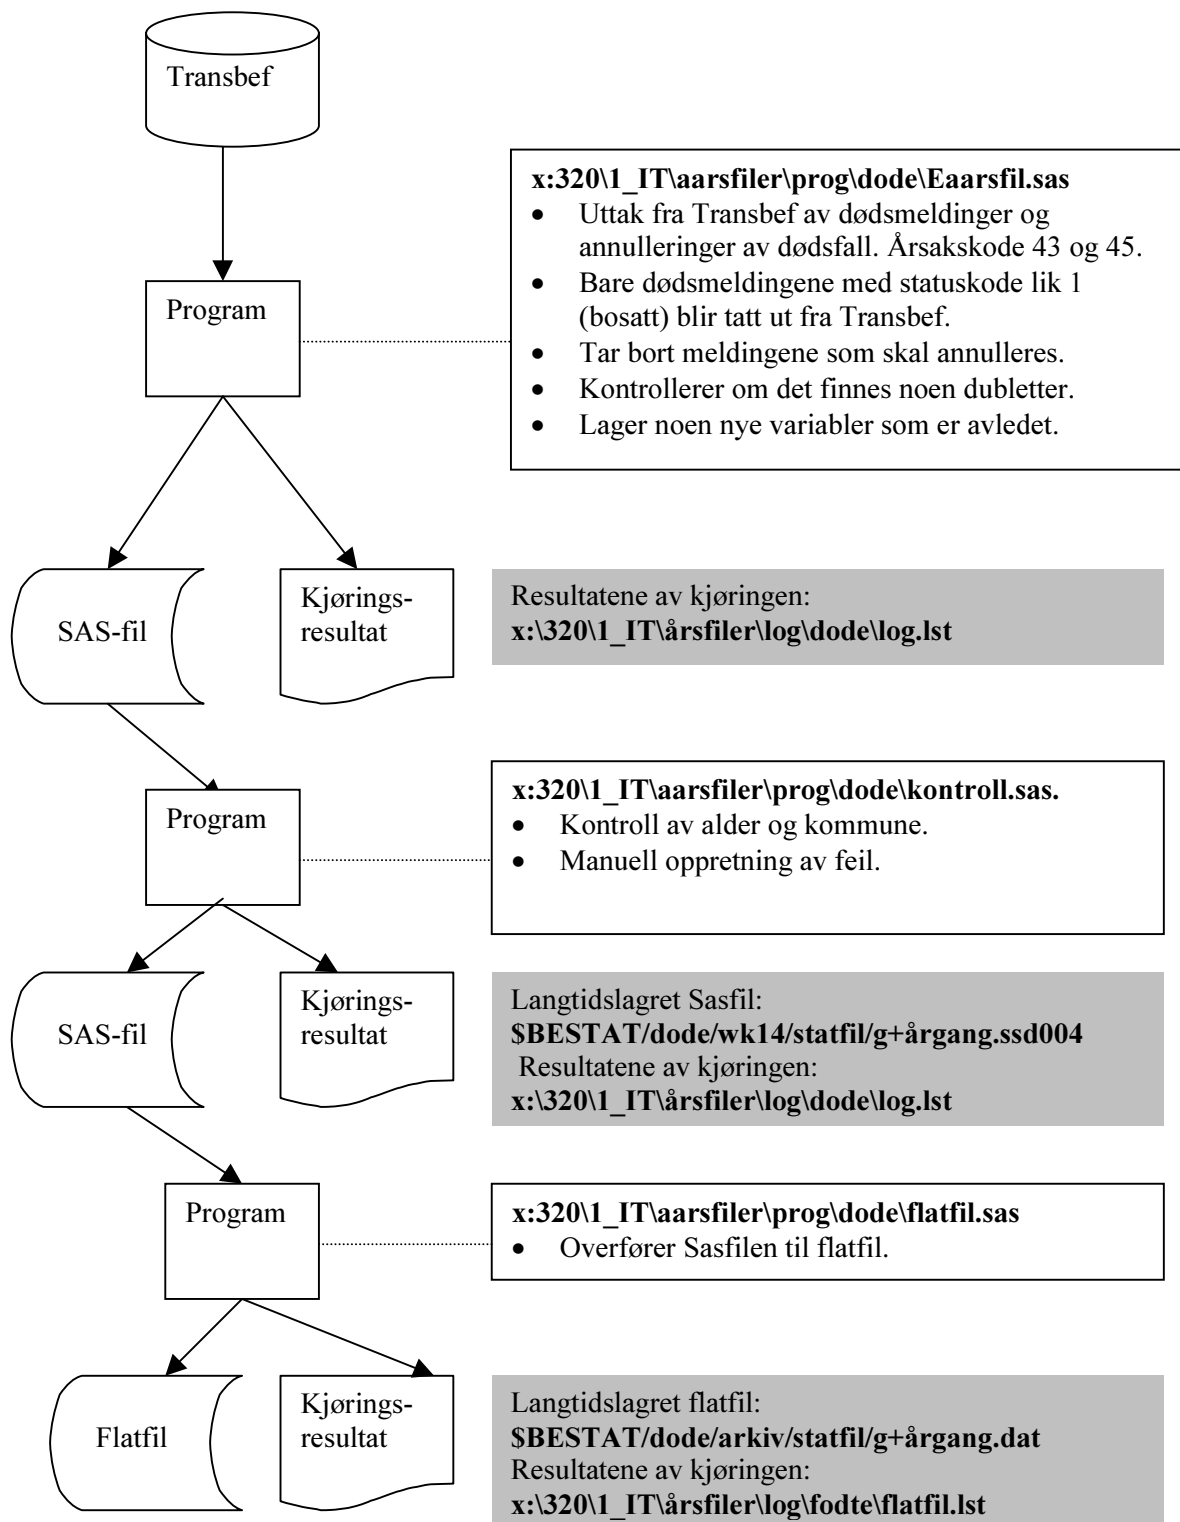 Transbef
x:320\1_IT\aarsfiler\prog\dode\Eaarsfil.sas
• Uttak fra Transbef av dødsmeldinger og
annulleringer av dødsfall. Årsakskode 43 og 45.
• Bare dødsmeldingene med statuskode lik 1
(bosatt) blir tatt ut fra Transbef.
• Tar bort meldingene som skal annulleres.
• Kontrollerer om det finnes noen dubletter.
• Lager noen nye variabler som er avledet.
Program
SAS-fil
Kjørings-
resultat
Resultatene av kjøringen:
x:\320\1_IT\årsfiler\log\dode\log.lst
Program
x:320\1_IT\aarsfiler\prog\dode\kontroll.sas.
• Kontroll av alder og kommune.
• Manuell oppretning av feil.
SAS-fil
Kjørings-
resultat
Langtidslagret Sasfil:
$BESTAT/dode/wk14/statfil/g+årgang.ssd004
Resultatene av kjøringen:
x:\320\1_IT\årsfiler\log\dode\log.lst
Program
x:320\1_IT\aarsfiler\prog\dode\flatfil.sas
• Overfører Sasfilen til flatfil.
Flatfil
Kjørings-
resultat
Langtidslagret flatfil:
$BESTAT/dode/arkiv/statfil/g+årgang.dat
Resultatene av kjøringen:
x:\320\1_IT\årsfiler\log\fodte\flatfil.lst